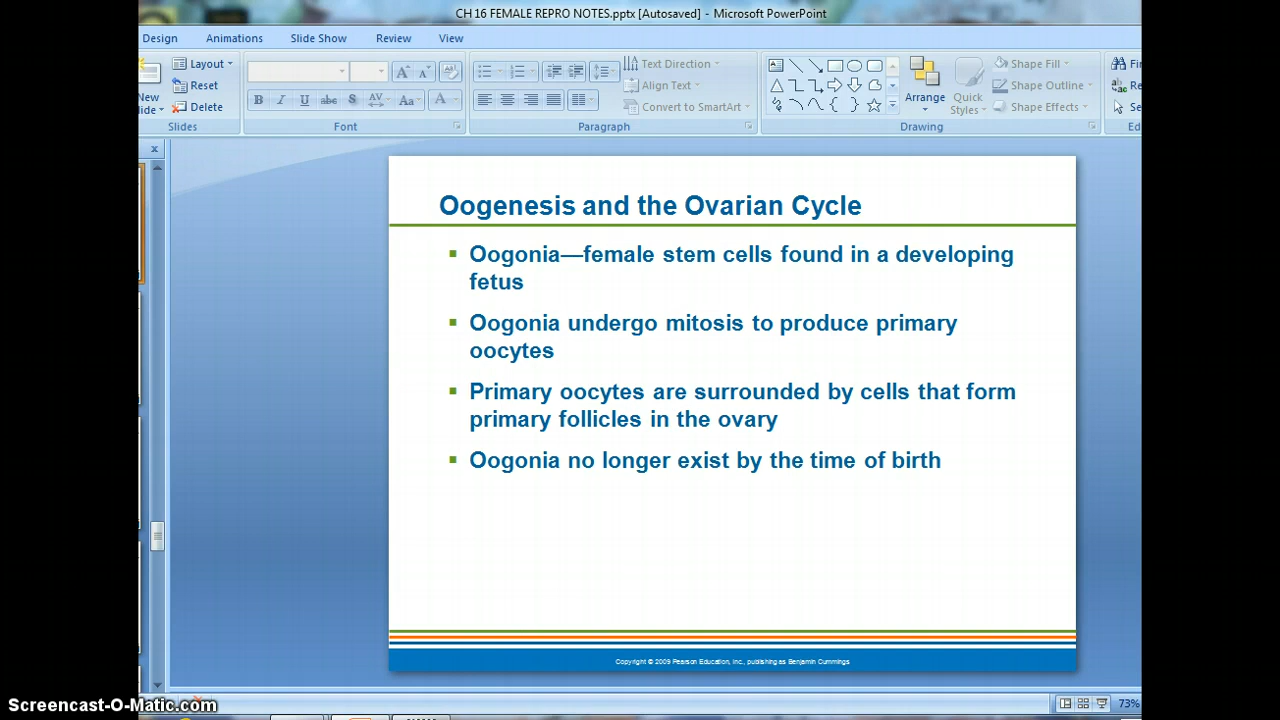 CH 16 FEMALE REPRO NOTES.pptx [Autosaved] - Microsoft PowerPoint
Design Animations Slide Show Review View
Layout Text Direction Shape Fill
Reset Align Text Shape Outline
New Slide Delete Convert to SmartArt Arrange Quick Styles Shape Effects
Slides Font Paragraph Drawing
Oogenesis and the Ovarian Cycle
Oogonia—female stem cells found in a developing
fetus
Oogonia undergo mitosis to produce primary
oocytes
Primary oocytes are surrounded by cells that form
primary follicles in the ovary
Oogonia no longer exist by the time of birth
Copyright © 2009 Pearson Education, Inc., publishing as Benjamin Cummings
73%
Screencast-O-Matic.com